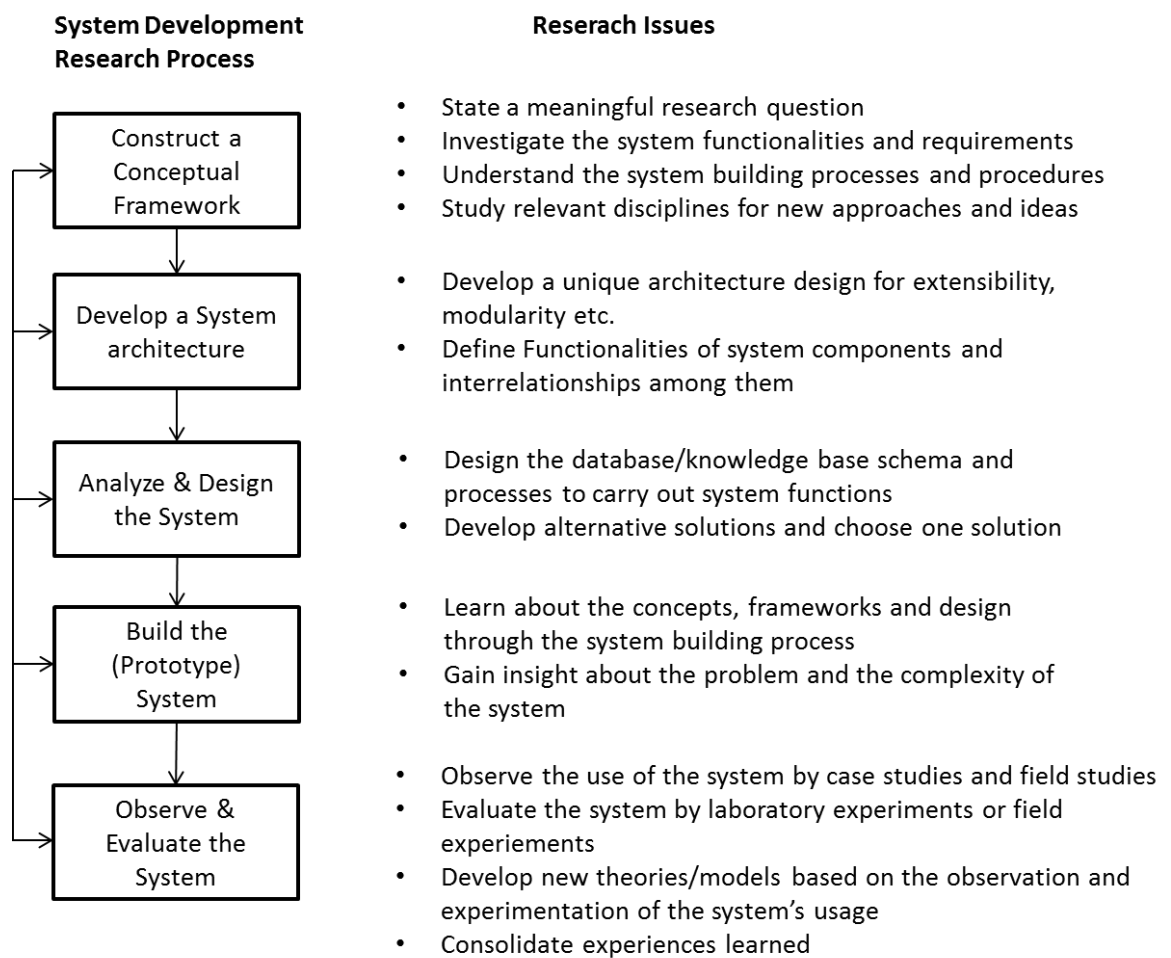 System Development
Research Process
Reserach Issues
Construct a
Conceptual
Framework
• State a meaningful research question
• Investigate the system functionalities and requirements
• Understand the system building processes and procedures
• Study relevant disciplines for new approaches and ideas
Develop a System
architecture
• Develop a unique architecture design for extensibility,
modularity etc.
• Define Functionalities of system components and
interrelationships among them
Analyze & Design
the System
• Design the database/knowledge base schema and
processes to carry out system functions
• Develop alternative solutions and choose one solution
Build the
(Prototype)
System
• Learn about the concepts, frameworks and design
through the system building process
• Gain insight about the problem and the complexity of
the system
Observe &
Evaluate the
System
• Observe the use of the system by case studies and field studies
• Evaluate the system by laboratory experiments or field
experiements
• Develop new theories/models based on the observation and
experimentation of the system’s usage
• Consolidate experiences learned